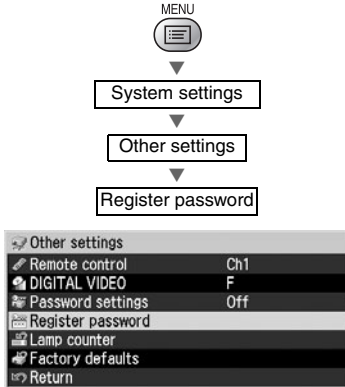 MENU
System settings
Other settings
Register password
Other settings
Remote control Ch1
DIGITAL VIDEO F
Password settings Off
Register password
Lamp counter
Factory defaults
Return